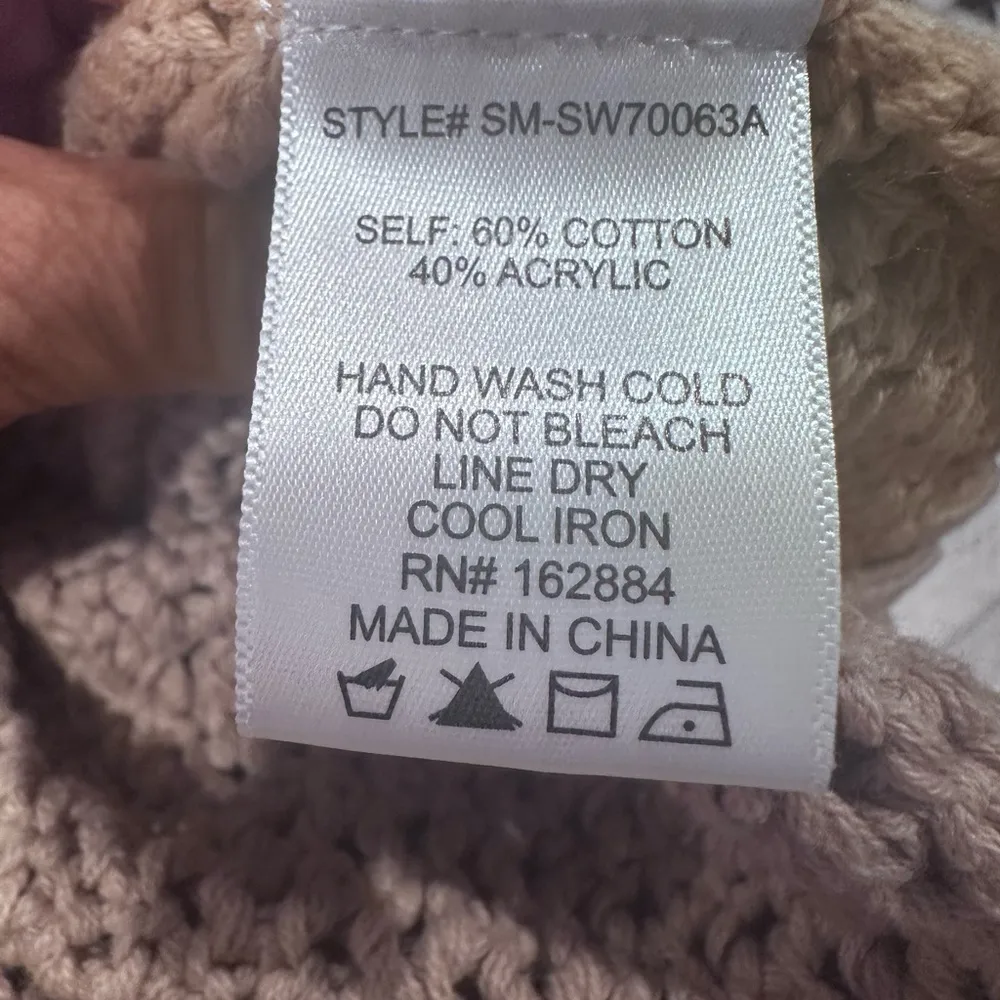 STYLE# SM-SW70063A
SELF: 60% COTTON
40% ACRYLIC
HAND WASH COLD
DO NOT BLEACH
LINE DRY
COOL IRON
RN# 162884
MADE IN CHINA